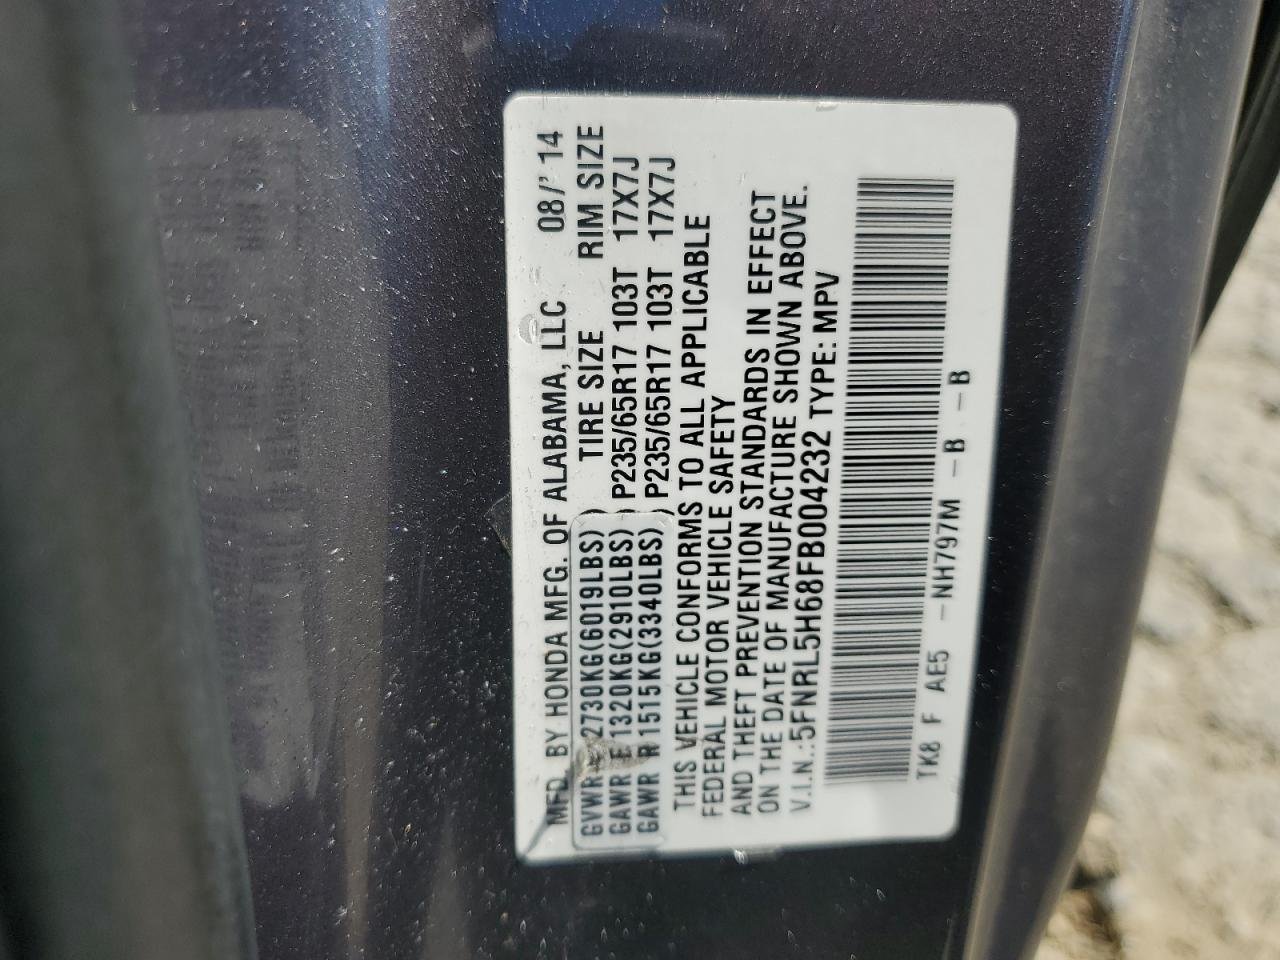 MFD. BY HONDA MFG. OF ALABAMA, LLC 08/'14
GVWR 2730KG(6019LBS) TIRE SIZE RIM SIZE
GAWR F 1320KG(2910LBS) P235/65R17 103T 17X7J
GAWR R 1515KG(3340LBS) P235/65R17 103T 17X7J
THIS VEHICLE CONFORMS TO ALL APPLICABLE
FEDERAL MOTOR VEHICLE SAFETY
AND THEFT PREVENTION STANDARDS IN EFFECT
ON THE DATE OF MANUFACTURE SHOWN ABOVE.
V.I.N.:5FNRL5H68FB004232 TYPE: MPV
TK8 F AE5 -NH797M -B -B